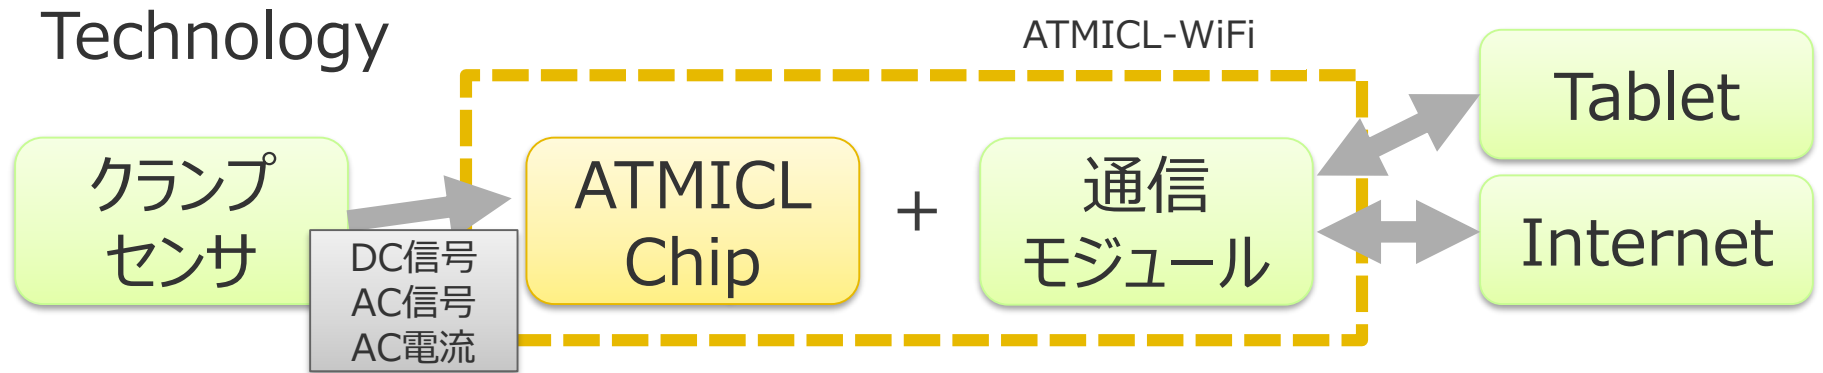 Technology
ATMICL-WiFi
クランプ
センサ
DC信号
AC信号
AC電流
ATMICL
Chip
+
通信
モジュール
Tablet
Internet